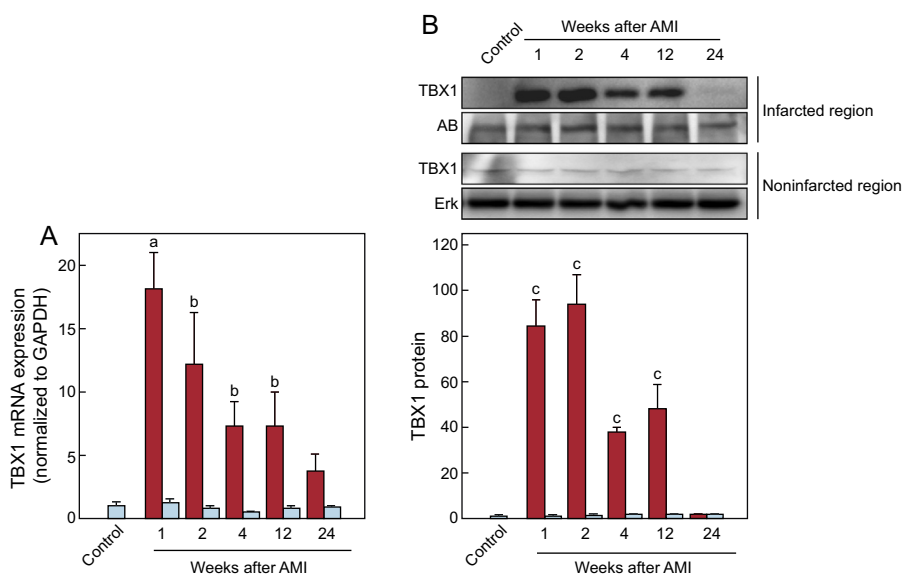 B
Control
Weeks after AMI
1 2 4 12 24
TBX1
AB
Infarcted region
TBX1
Erk
Noninfarcted region
A
TBX1 mRNA expression
(normalized to GAPDH)
20
15
10
5
0
a
b
b
b
Control
1 2 4 12 24
Weeks after AMI
TBX1 protein
120
100
80
60
40
20
0
c
c
c
c
Control
1 2 4 12 24
Weeks after AMI